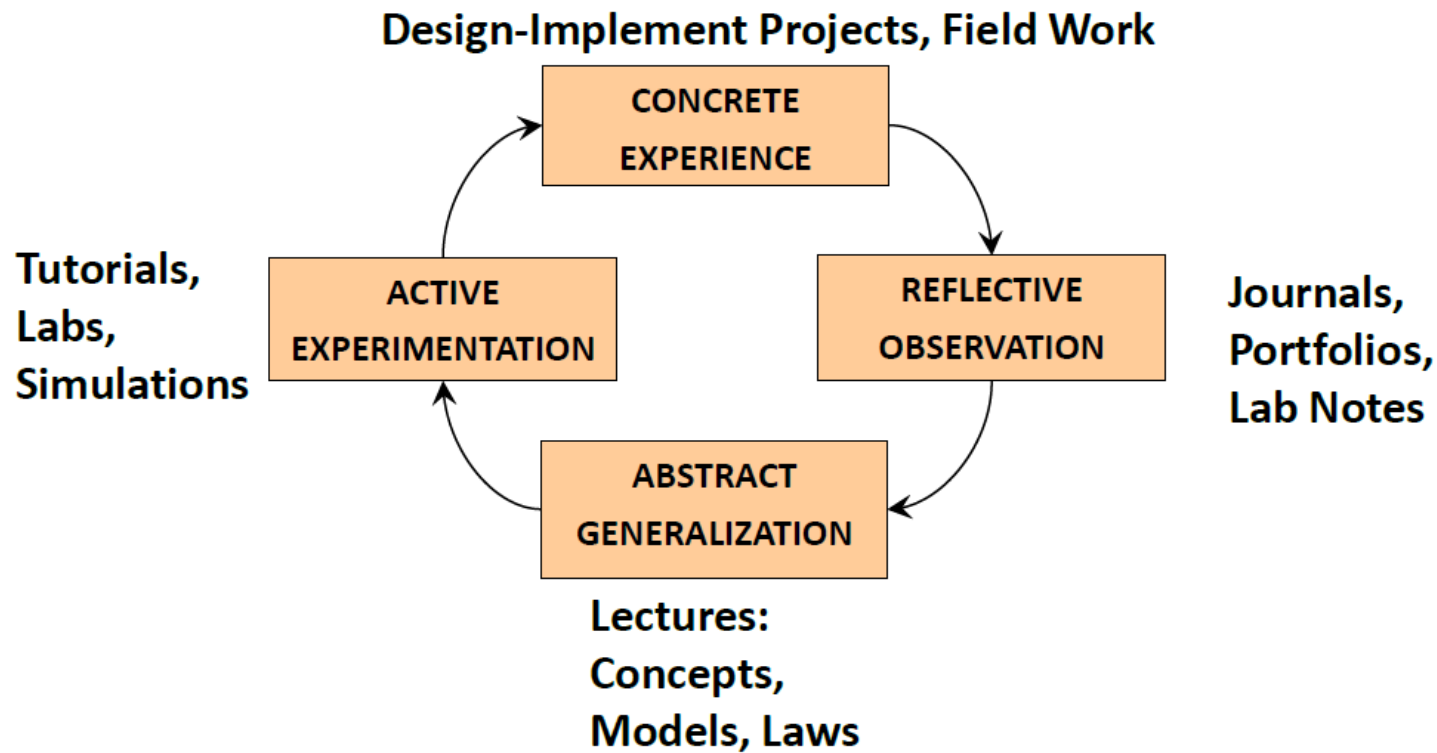 Design-Implement Projects, Field Work
CONCRETE
EXPERIENCE
Tutorials,
Labs,
Simulations
ACTIVE
EXPERIMENTATION
REFLECTIVE
OBSERVATION
Journals,
Portfolios,
Lab Notes
ABSTRACT
GENERALIZATION
Lectures:
Concepts,
Models, Laws